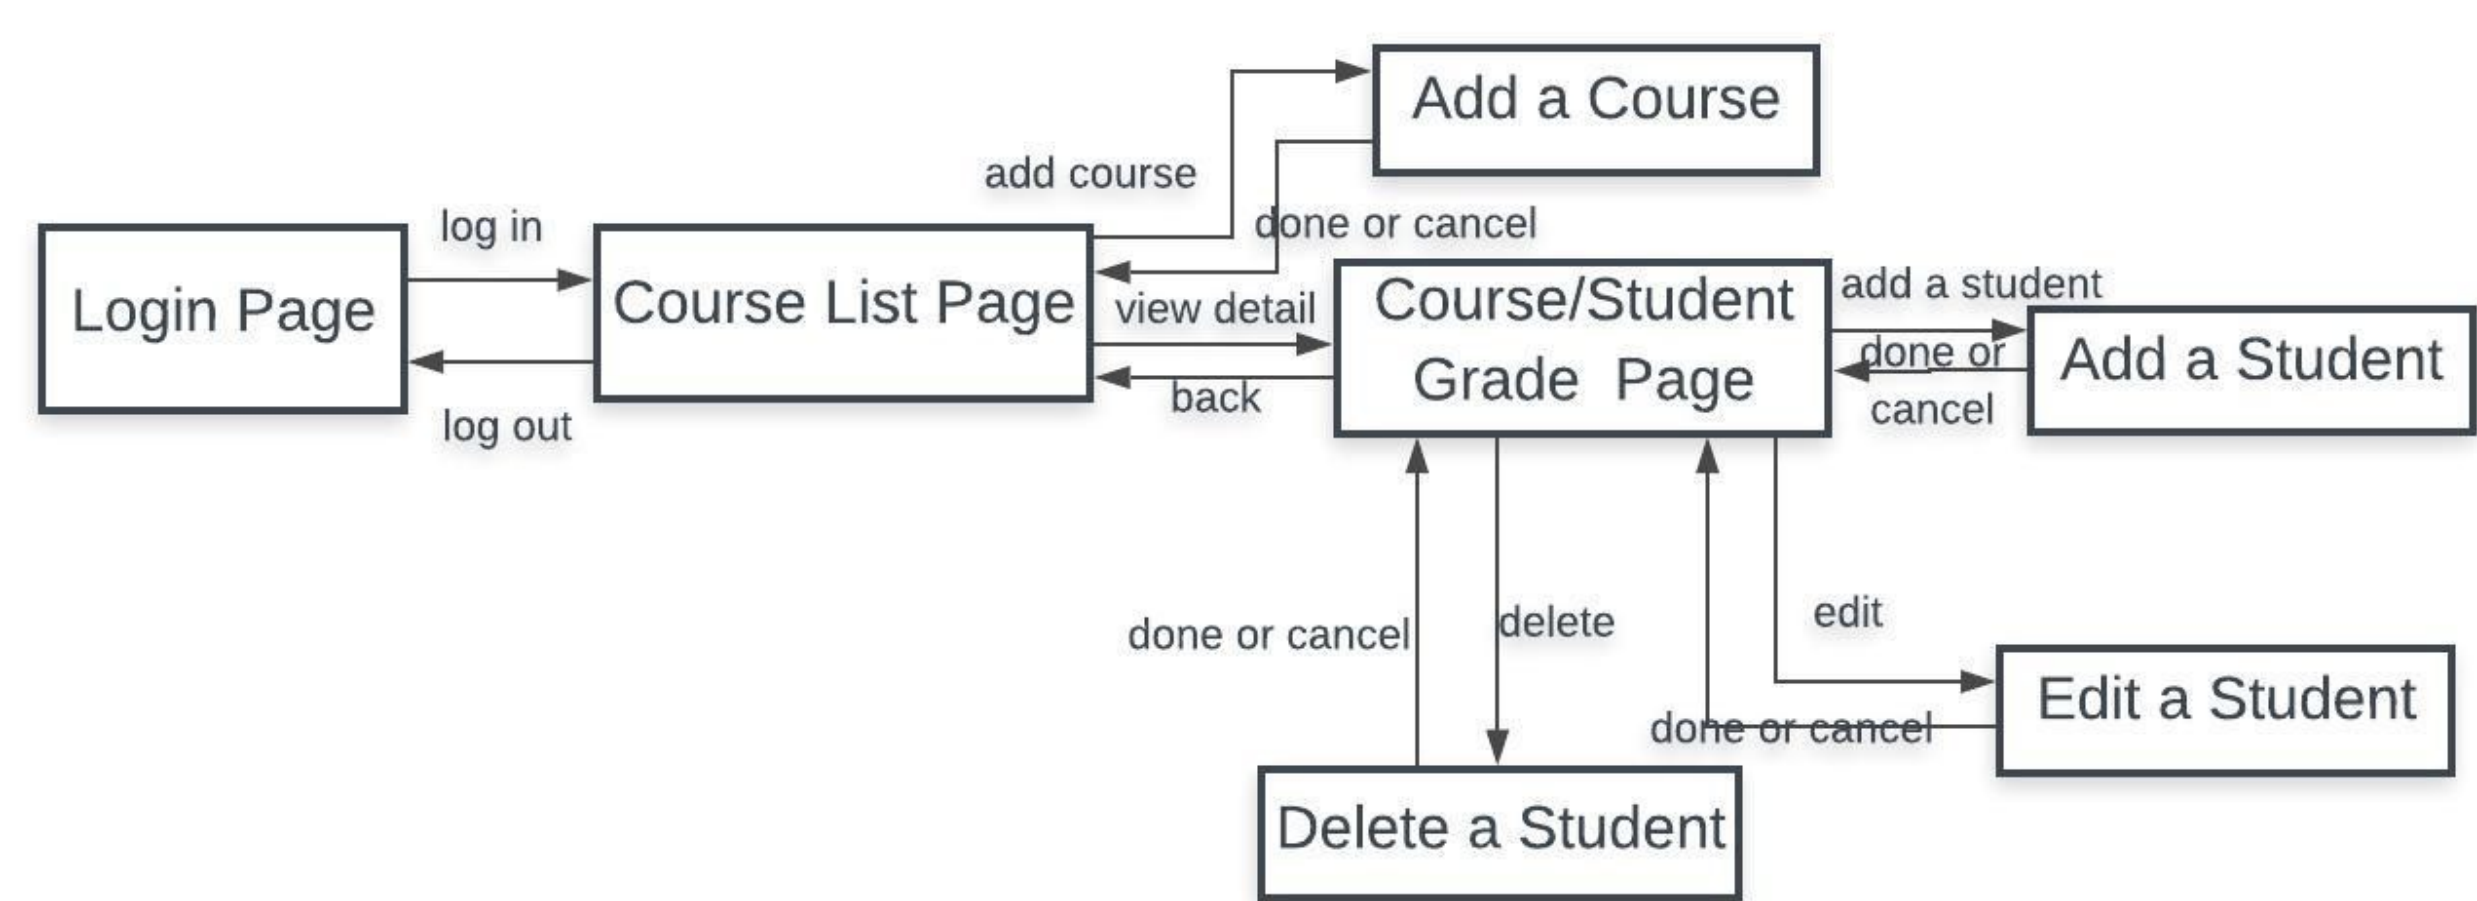 Add a Course
add course
log in
done or cancel
Login Page
Course List Page
view detail
back
log out
Course/Student
Grade Page
add a student
done or
cancel
Add a Student
done or cancel
delete
edit
done or cancel
Edit a Student
Delete a Student